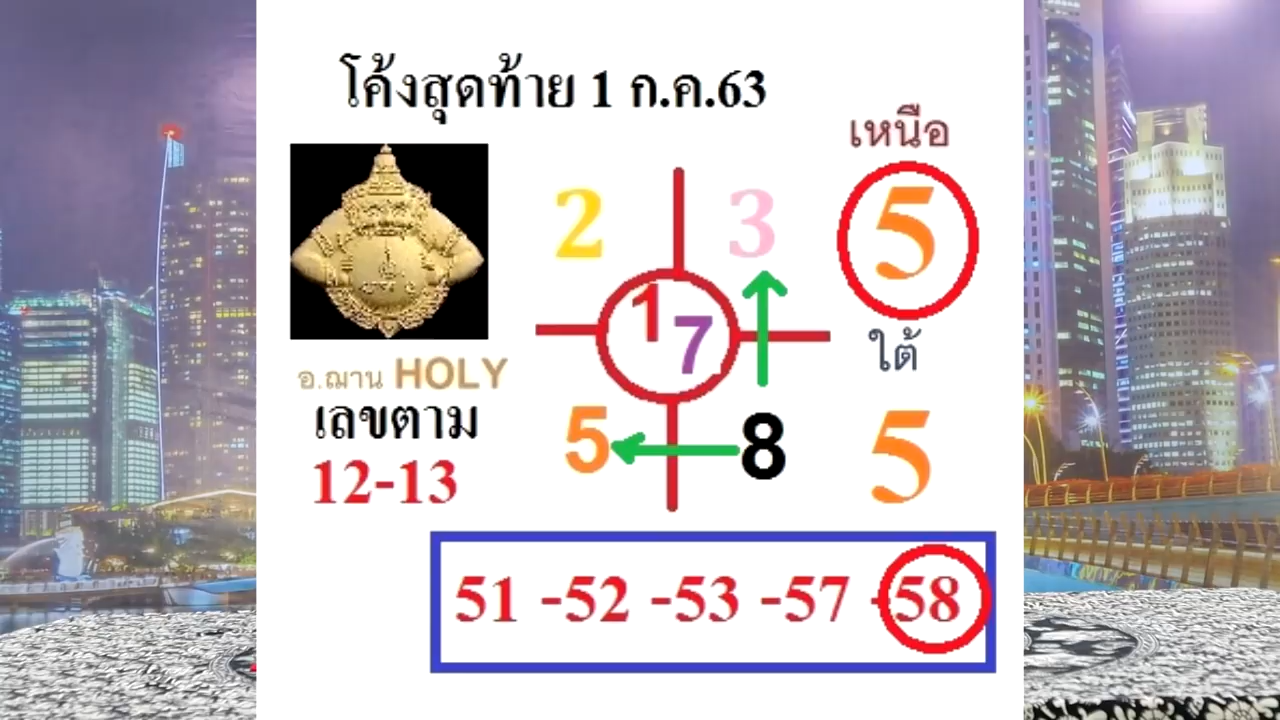 โค้งสุดท้าย 1 ก.ค.63
เหนือ
2 3 5
1 7
ใต้
อ.ฌาน HOLY
เลขตาม
5 8 5
12-13
51 -52 -53 -57 -58